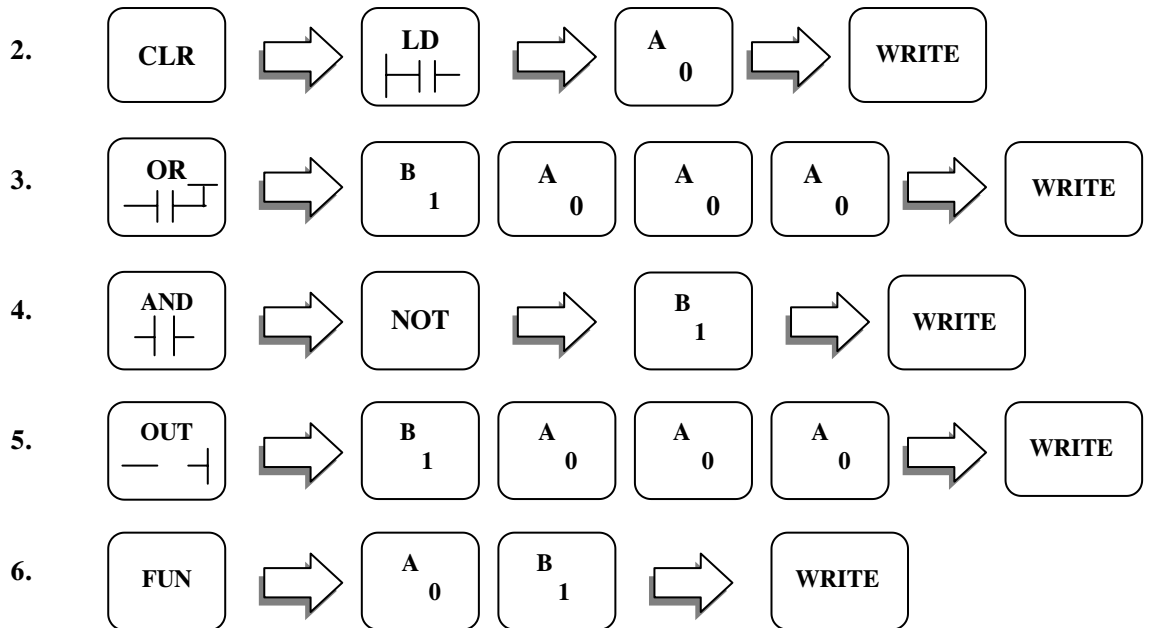 2. CLR LD A 0 WRITE
3. OR B 1 A 0 A 0 A 0 WRITE
4. AND NOT B 1 WRITE
5. OUT B 1 A 0 A 0 A 0 WRITE
6. FUN A 0 B 1 WRITE